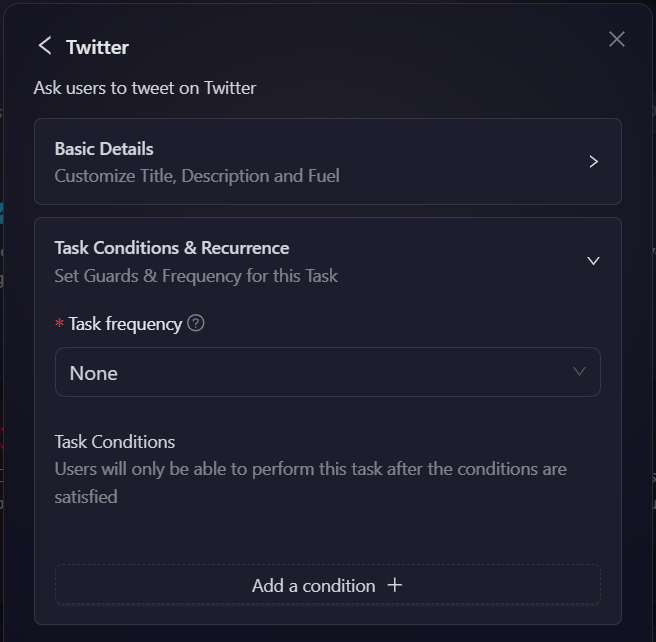 Twitter
Ask users to tweet on Twitter
Basic Details
Customize Title, Description and Fuel
Task Conditions & Recurrence
Set Guards & Frequency for this Task
* Task frequency ?
None
Task Conditions
Users will only be able to perform this task after the conditions are
satisfied
Add a condition +